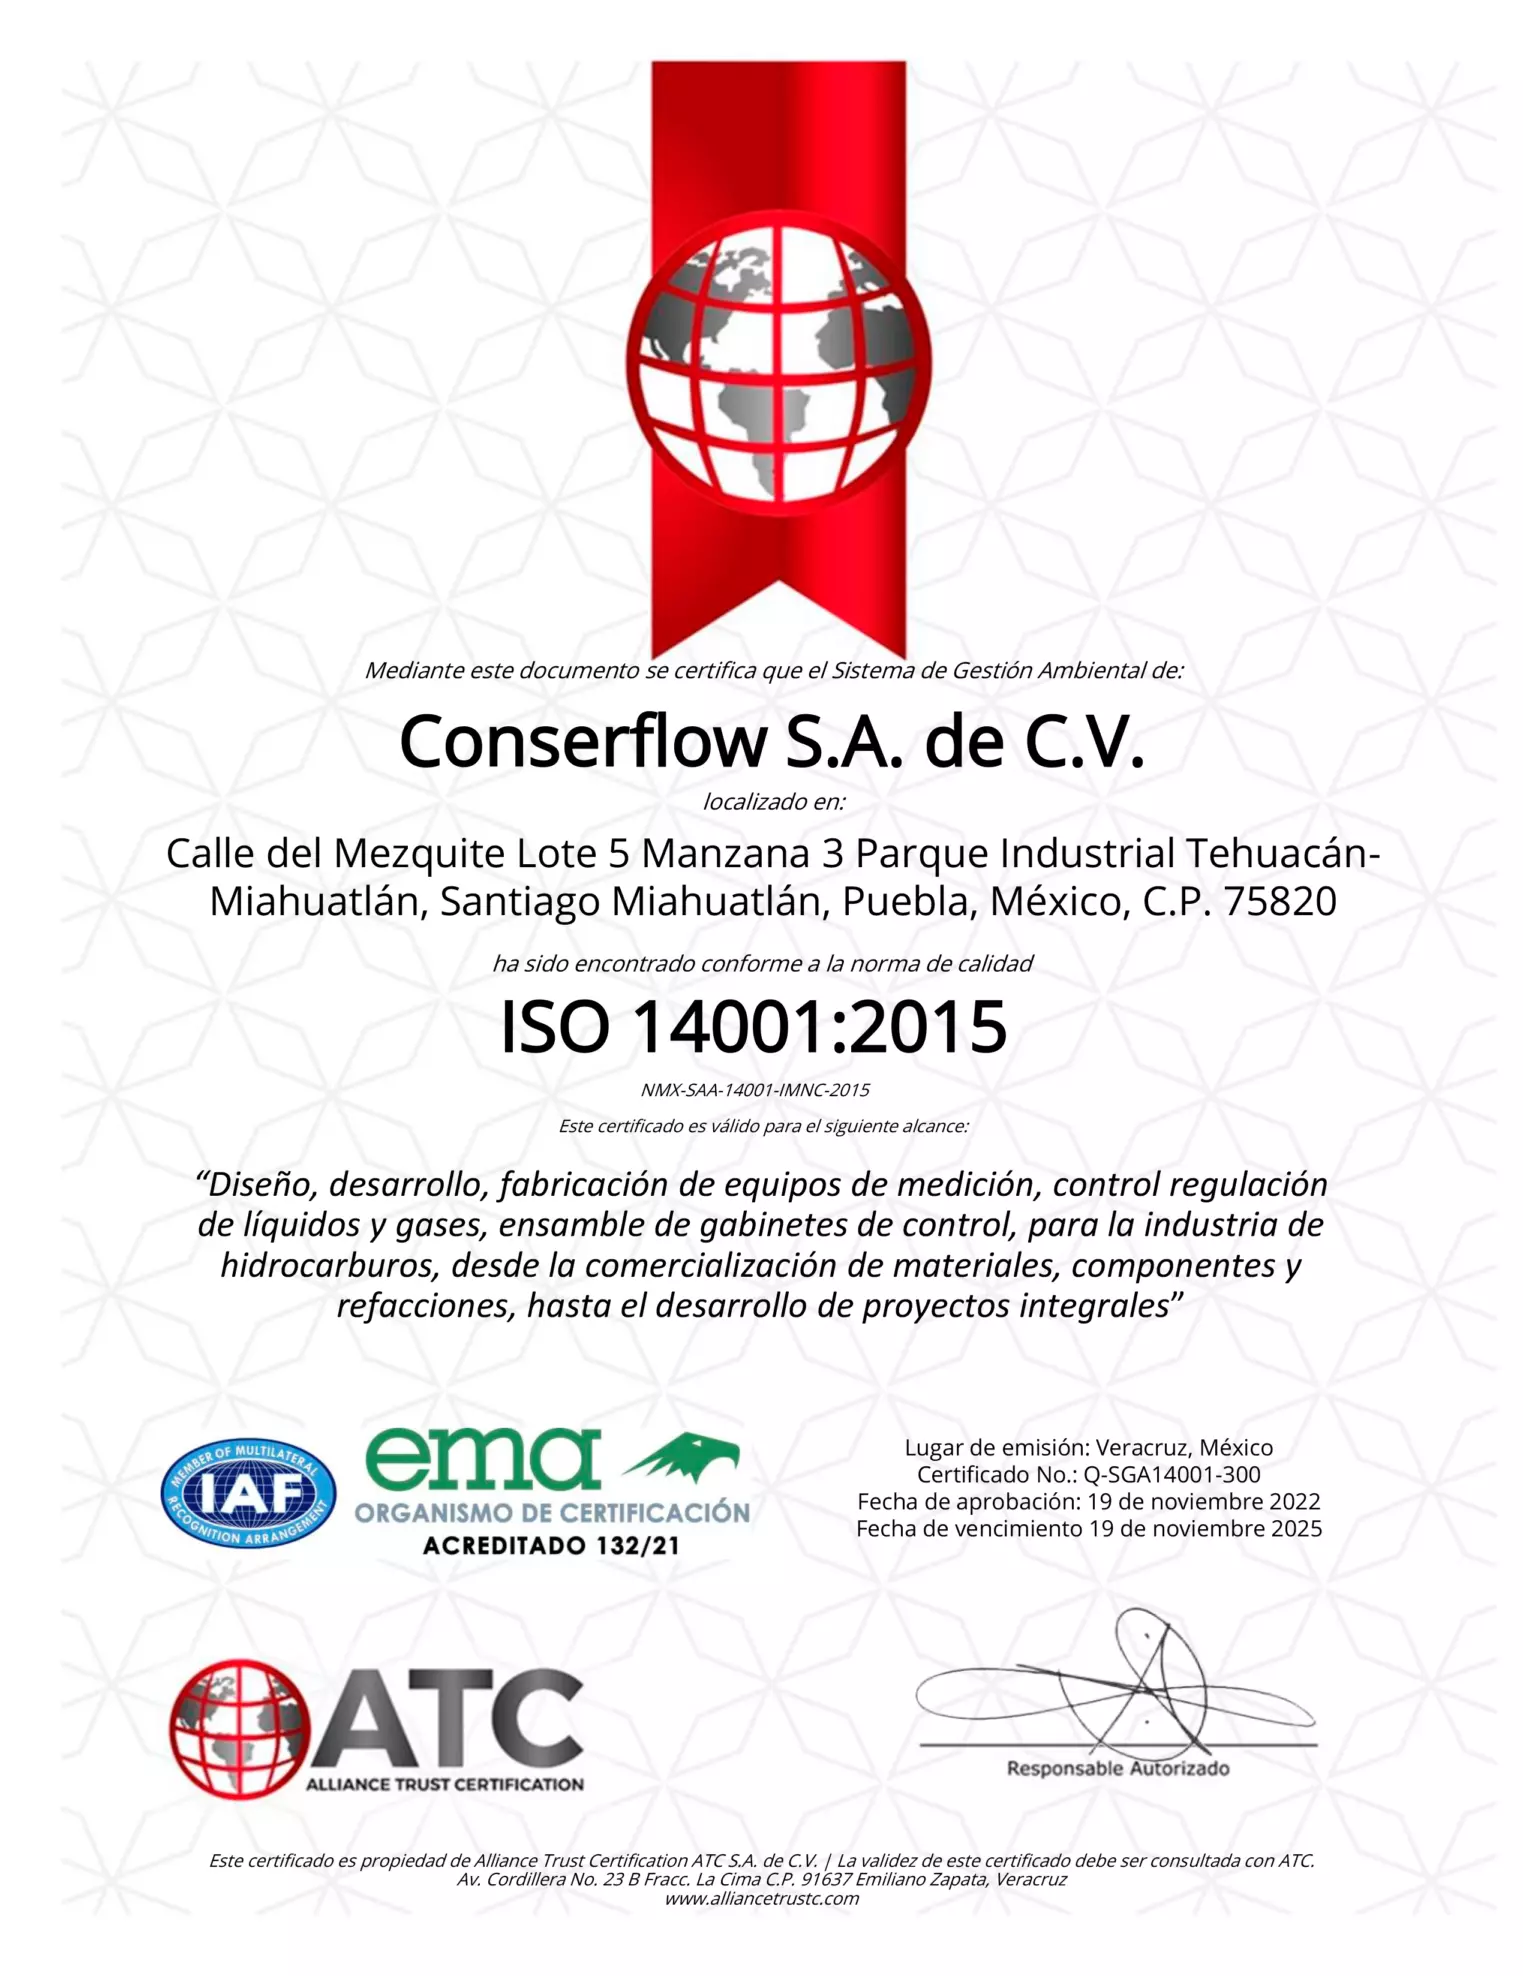 Mediante este documento se certifica que el Sistema de Gestión Ambiental de:
Conserflow S.A. de C.V.
localizado en:
Calle del Mezquite Lote 5 Manzana 3 Parque Industrial Tehuacán-
Miahuatlán, Santiago Miahuatlán, Puebla, México, C.P. 75820
ha sido encontrado conforme a la norma de calidad
ISO 14001:2015
NMX-SAA-14001-IMNC-2015
Este certificado es válido para el siguiente alcance:
“Diseño, desarrollo, fabricación de equipos de medición, control regulación
de líquidos y gases, ensamble de gabinetes de control, para la industria de
hidrocarburos, desde la comercialización de materiales, componentes y
refacciones, hasta el desarrollo de proyectos integrales”
MEMBER OF MULTILATERAL
IAF
RECOGNITION ARRANGEMENT
ema
ORGANISMO DE CERTIFICACIÓN
ACREDITADO 132/21
Lugar de emisión: Veracruz, México
Certificado No.: Q-SGA14001-300
Fecha de aprobación: 19 de noviembre 2022
Fecha de vencimiento 19 de noviembre 2025
ATC
ALLIANCE TRUST CERTIFICATION
Responsable Autorizado
Este certificado es propiedad de Alliance Trust Certification ATC S.A. de C.V. | La validez de este certificado debe ser consultada con ATC.
Av. Cordillera No. 23 B Fracc. La Cima C.P. 91637 Emiliano Zapata, Veracruz
www.alliancetrustc.com